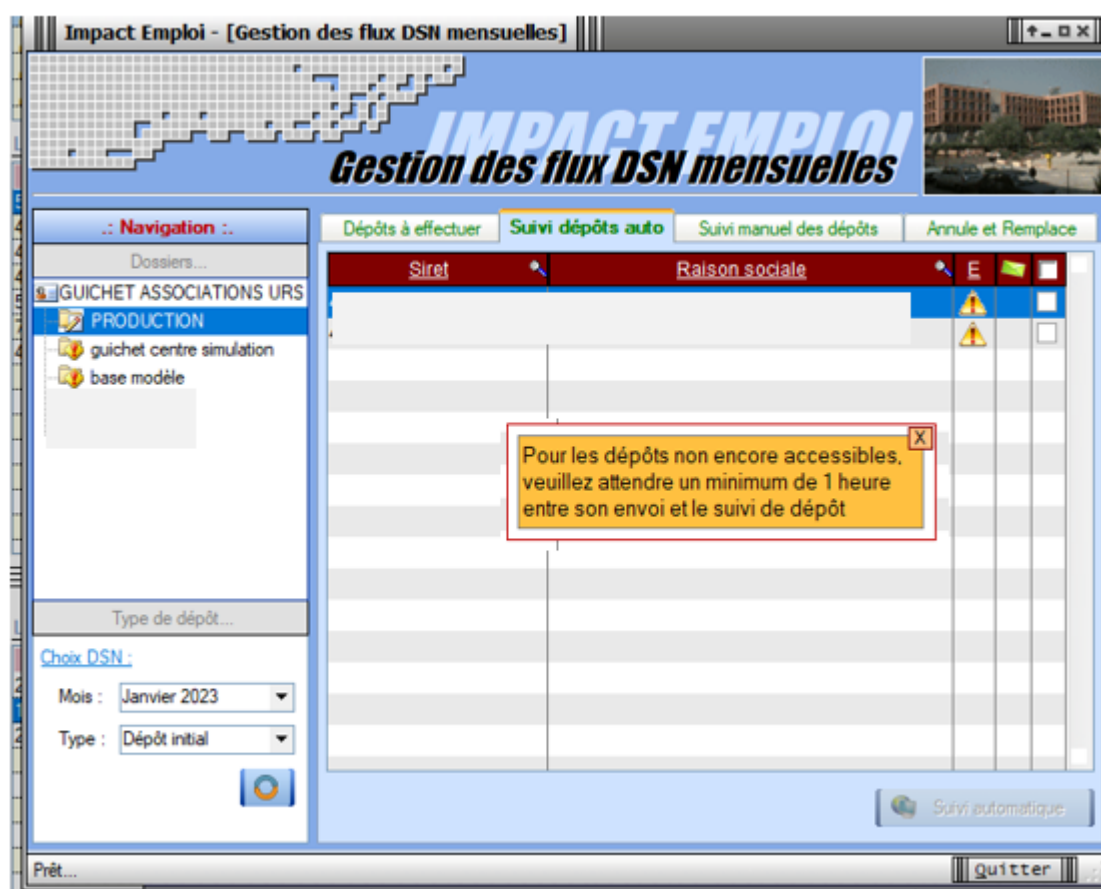 Impact Emploi - [Gestion des flux DSN mensuelles]
IMPACT EMPLOI
Gestion des flux DSN mensuelles
.: Navigation :.
Dossiers...
GUICHET ASSOCIATIONS URS
PRODUCTION
guichet centre simulation
base modèle
Dépôts à effectuer
Suivi dépôts auto
Suivi manuel des dépôts
Annule et Remplace
Siret
Raison sociale
E
Pour les dépôts non encore accessibles,
veuillez attendre un minimum de 1 heure
entre son envoi et le suivi de dépôt
X
Type de dépôt...
Choix DSN :
Mois : Janvier 2023
Type : Dépôt initial
Suivi automatique
Prêt...
Quitter